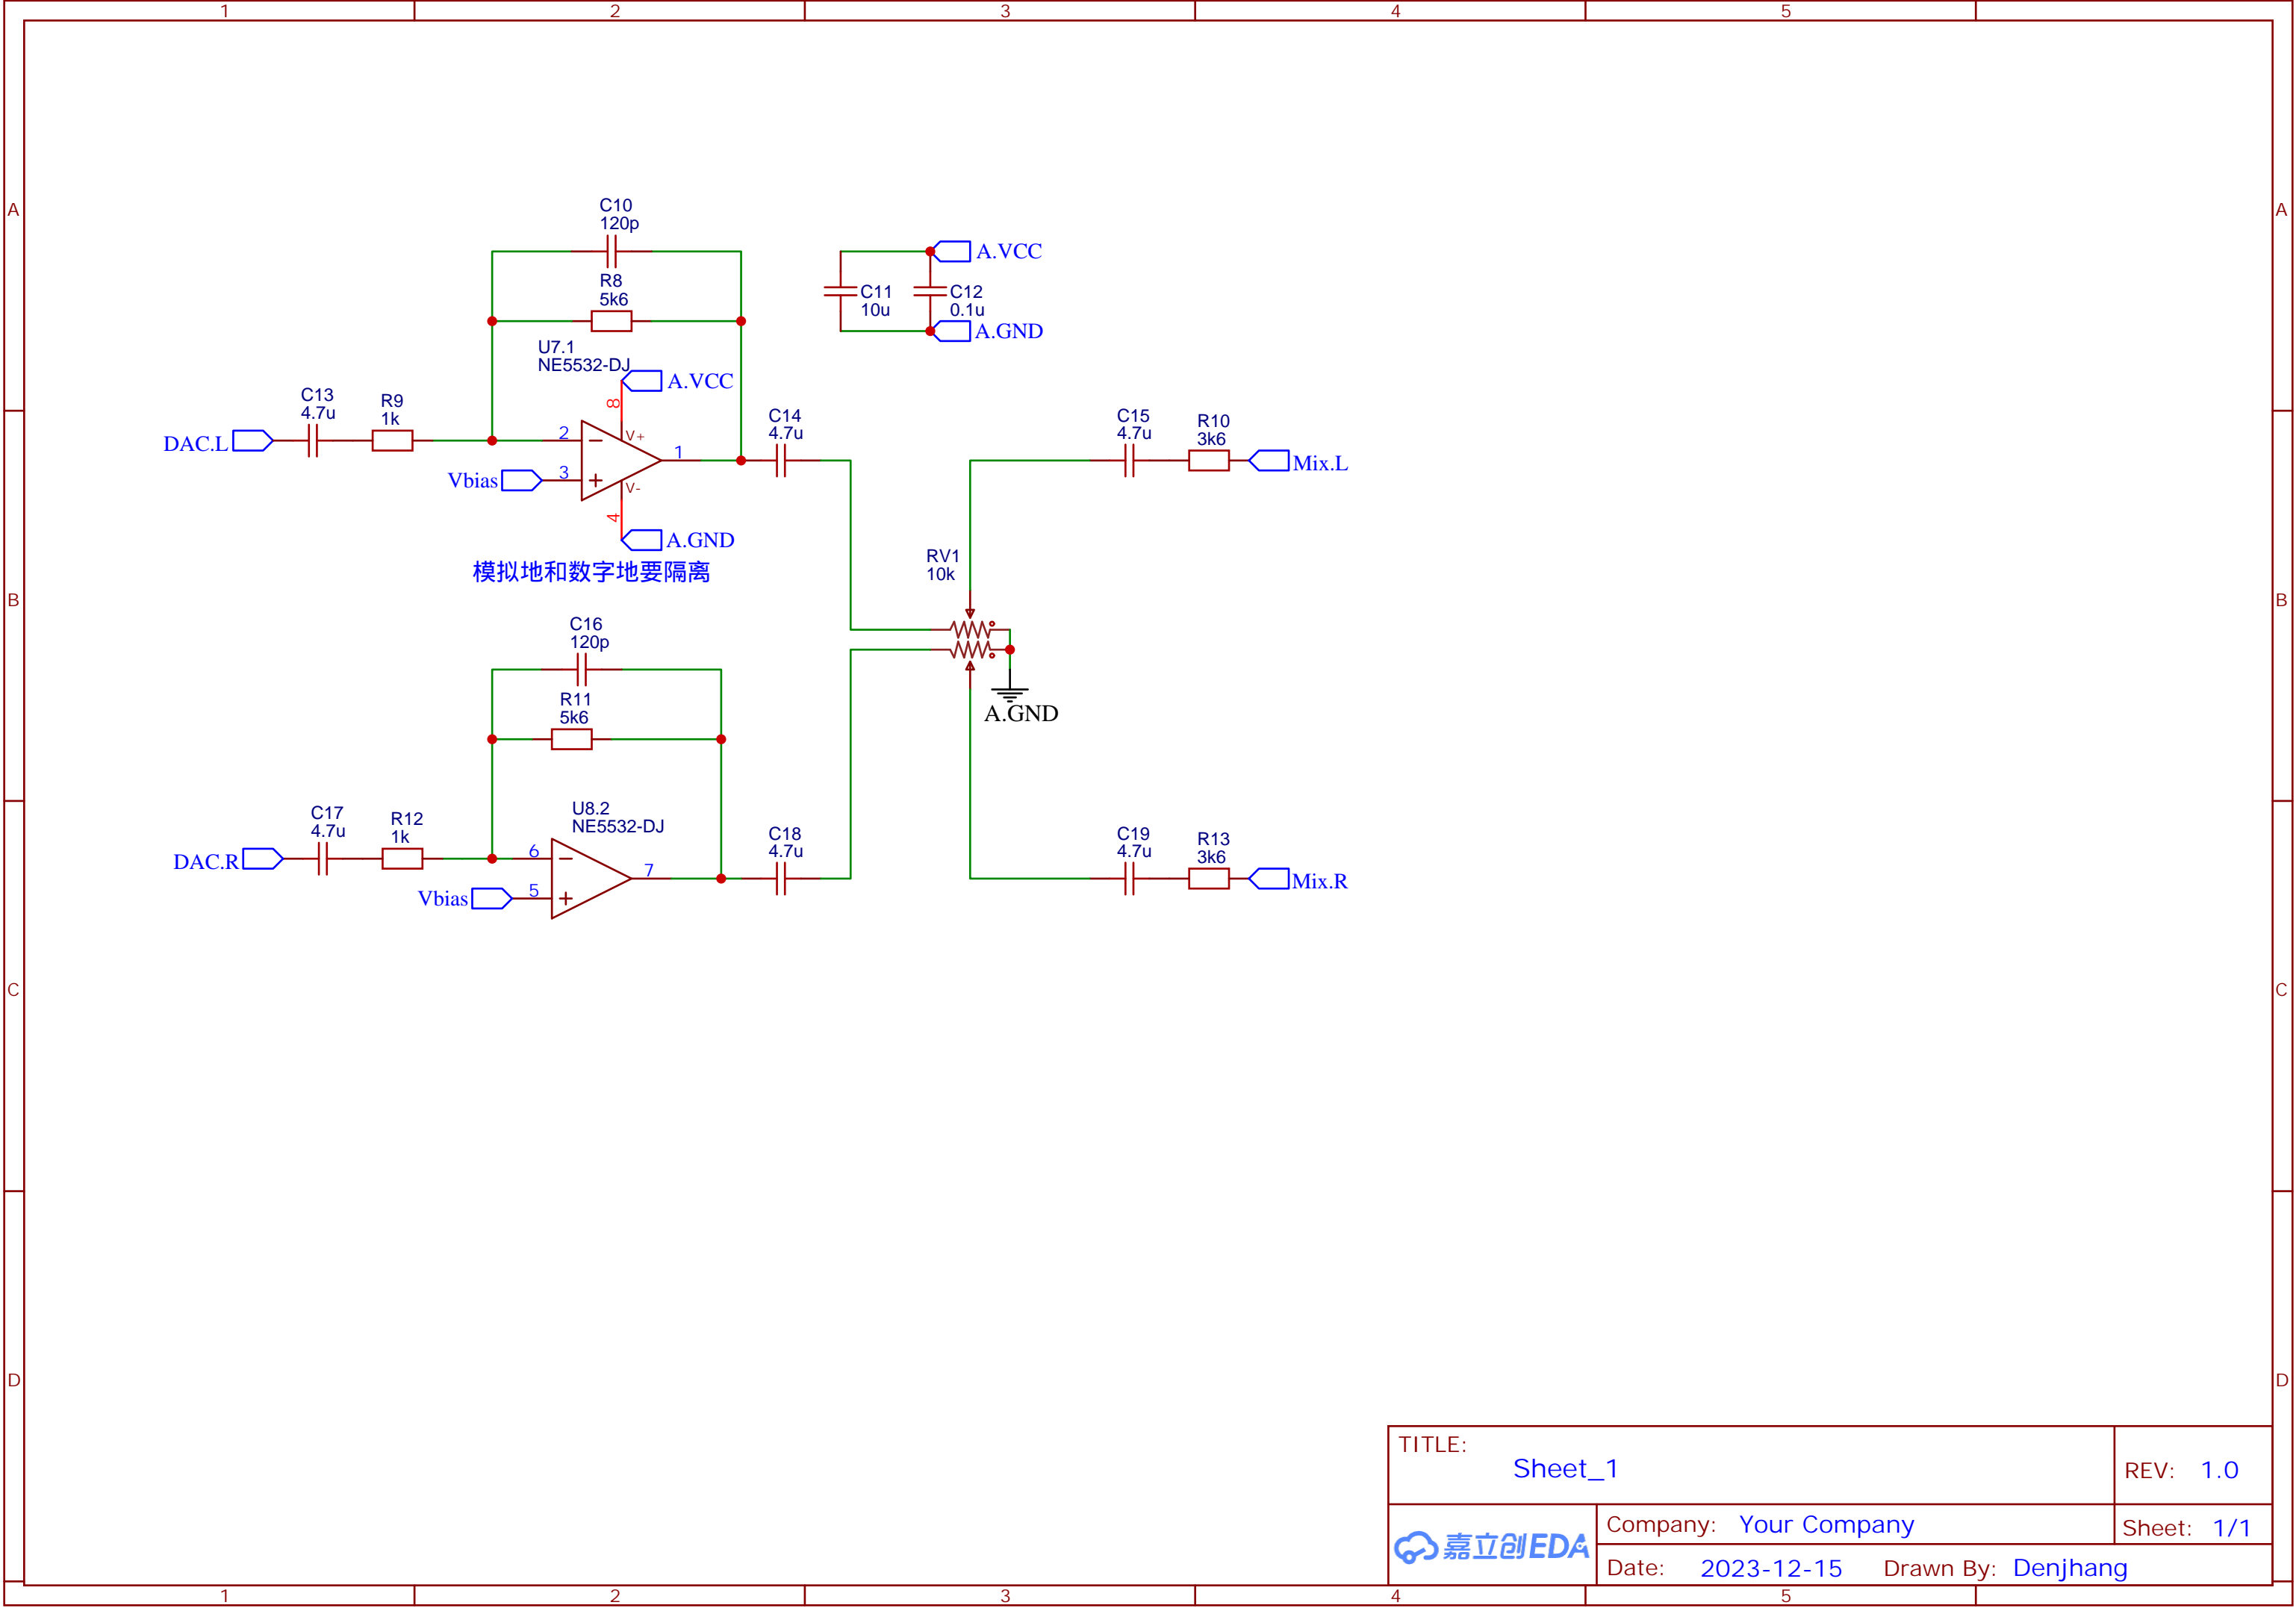 1 2 3 4 5
A A
C10
120p
R8
5k6
A.VCC
C11
10u
C12
0.1u
A.GND
U7.1
NE5532-DJ
A.VCC
8
C13
4.7u
R9
1k
DAC.L
2
V+
1
Vbias
3
V-
4
A.GND
C14
4.7u
C15
4.7u
R10
3k6
Mix.L
模拟地和数字地要隔离
RV1
10k
B B
A.GND
C16
120p
R11
5k6
U8.2
NE5532-DJ
C17
4.7u
R12
1k
DAC.R
6
7
Vbias
5
C18
4.7u
C19
4.7u
R13
3k6
Mix.R
C C
D D
TITLE:
Sheet_1
REV: 1.0
嘉立创EDA
Company: Your Company
Sheet: 1/1
Date: 2023-12-15 Drawn By: Denjhang
1 2 3 4 5